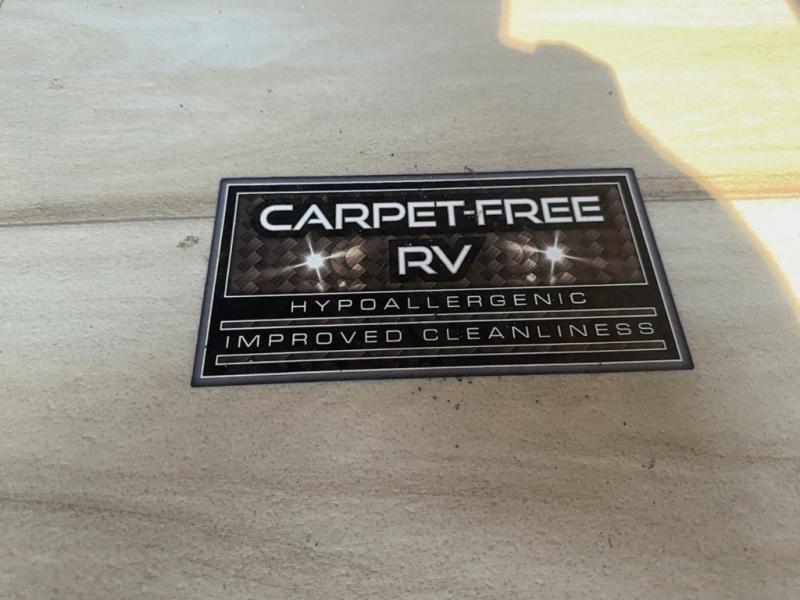 CARPET-FREE
RV
HYPOALLERGENIC
IMPROVED CLEANLINESS